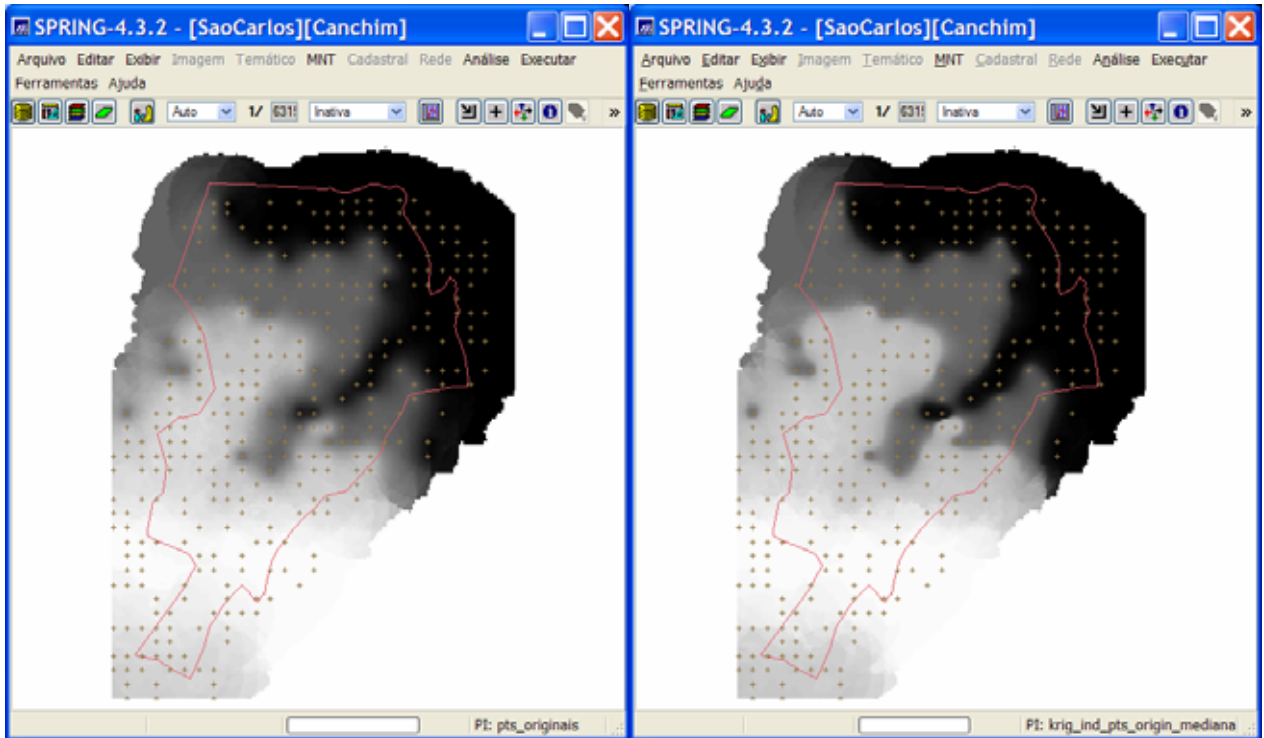 SPRING-4.3.2 - [SaoCarlos][Canchim]
Arquivo Editar Exibir Imagem Temático MNT Cadastral Rede Análise Executar
Ferramentas Ajuda
Auto 1/ Inativa »
PI: pts_originais
SPRING-4.3.2 - [SaoCarlos][Canchim]
Arquivo Editar Exibir Imagem Temático MNT Cadastral Rede Análise Executar
Ferramentas Ajuda
Auto 1/ Inativa »
PI: krig_ind_pts_origin_mediana